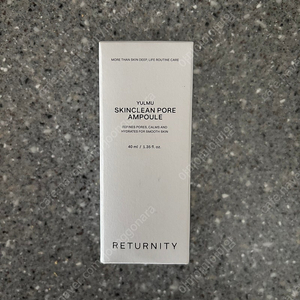 MORE THAN SKIN DEEP, LIFE ROUTINE CARE
YULMU
SKINCLEAN PORE
AMPOULE
REFINES PORES, CALMS AND
HYDRATES FOR SMOOTH SKIN
40 ml / 1.35 fl. oz.
RETURNITY